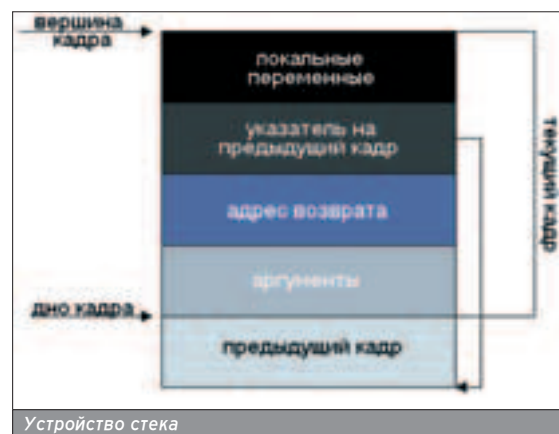 вершина
кадра
локальные
переменные
указатель на
предыдущий кадр
адрес возврата
аргументы
дно кадра
предыдущий кадр
текущий кадр
Устройство стека